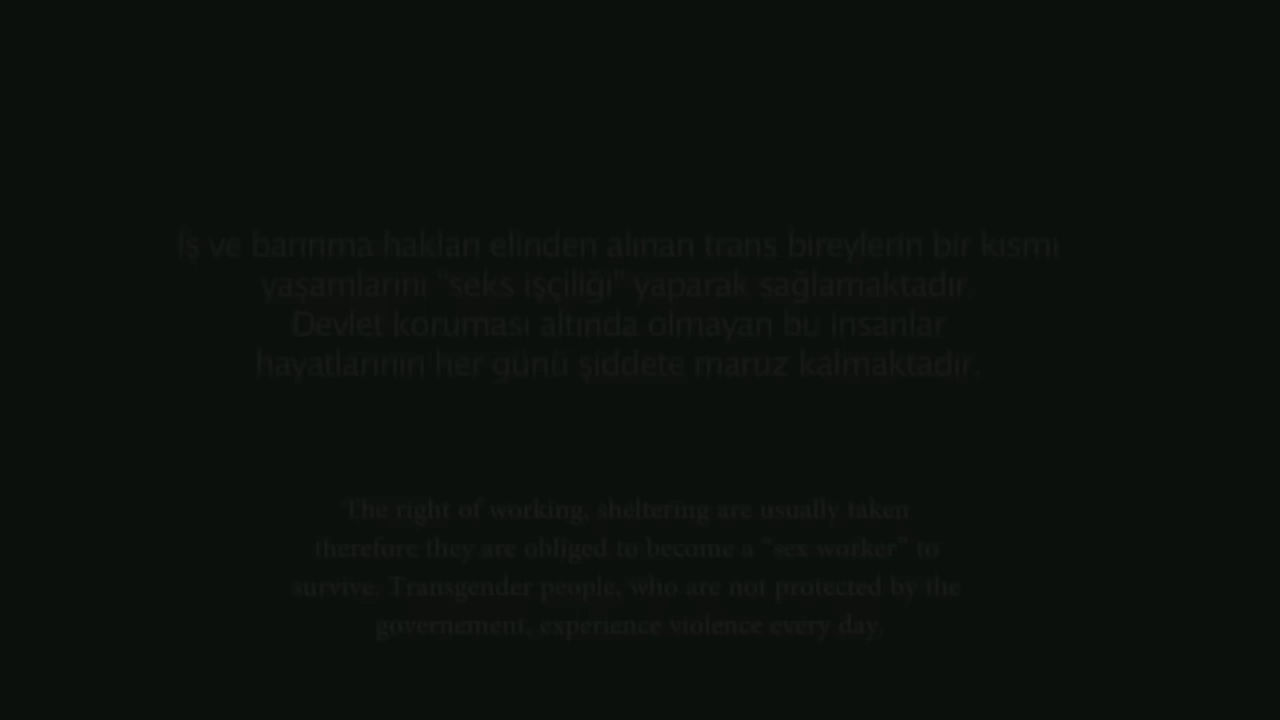 İş ve barınma hakları elinden alınan trans bireylerin bir kısmı
yaşamlarını "seks işçiliği" yaparak sağlamaktadır.
Devlet koruması altında olmayan bu insanlar
hayatlarının her günü şiddete maruz kalmaktadır.
The right of working, sheltering are usually taken
therefore they are obliged to become a "sex worker" to
survive. Transgender people, who are not protected by the
governement, experience violence every day.